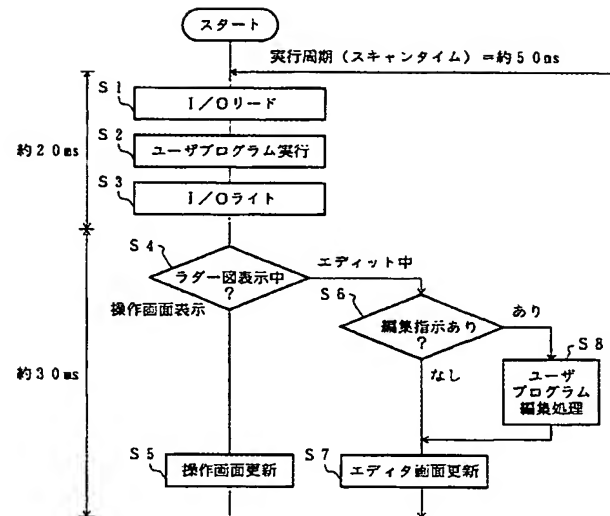 スタート
実行周期(スキャンタイム)=約50ms
S1
I/Oリード
S2
ユーザプログラム実行
約20ms
S3
I/Oライト
S4
ラダー図表示中
?
エディット中
操作画面表示
S6
編集指示あり
?
あり
なし
S8
ユーザ
プログラム
編集処理
約30ms
S5
操作画面更新
S7
エディタ画面更新